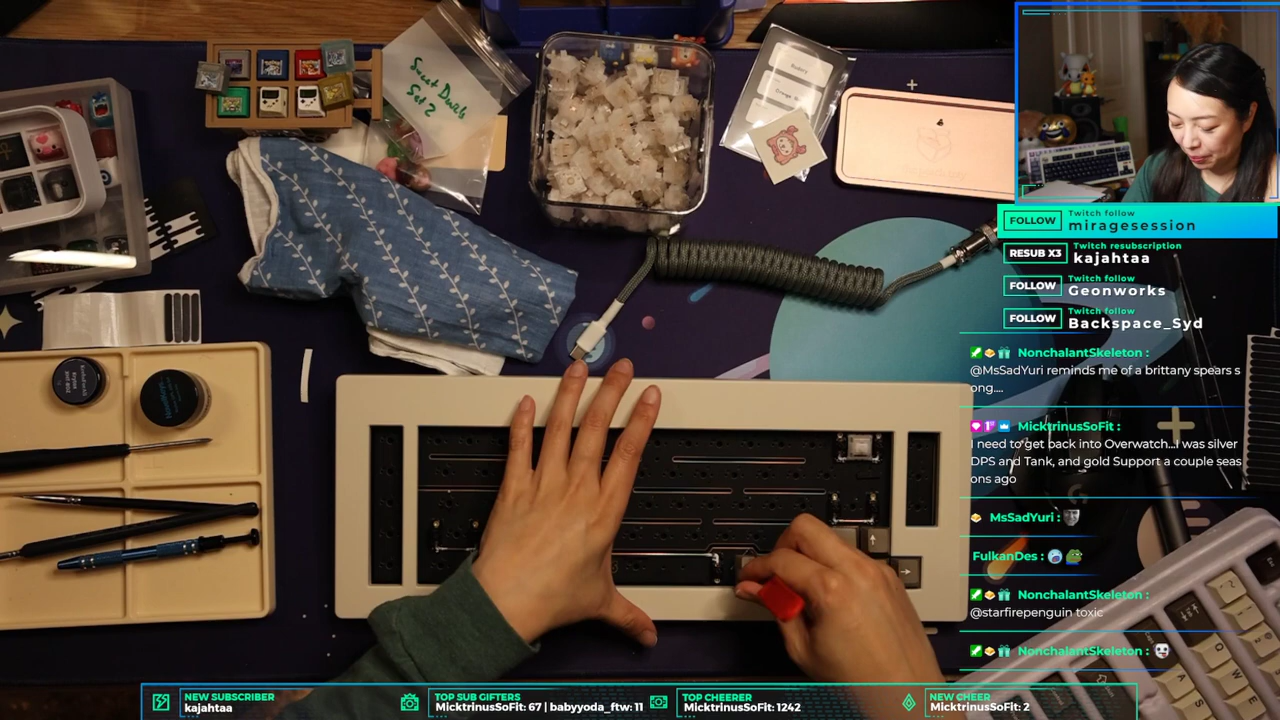 Sweet Dani's
Set 2
FOLLOW
Twitch follow
miragesession
RESUB X3
Twitch resubscription
kajahtaa
FOLLOW
Twitch follow
Geonworks
FOLLOW
Twitch follow
Backspace_Syd
NonchalantSkeleton :
@MsSadYuri reminds me of a brittany spears s
ong....
MicktrinusSoFit :
I need to get back into Overwatch...I was silver
DPS and Tank, and gold Support a couple seas
ons ago
MsSadYuri :
FulkanDes :
NonchalantSkeleton :
@starfirepenguin toxic
NonchalantSkeleton :
NEW SUBSCRIBER
kajahtaa
TOP SUB GIFTERS
MicktrinusSoFit: 67 | babyyoda_ftw: 11
TOP CHEERER
MicktrinusSoFit: 1242
NEW CHEER
MicktrinusSoFit: 2